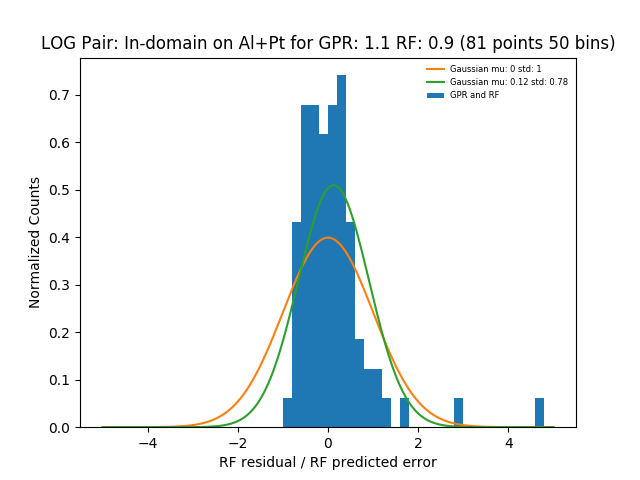 LOG Pair: In-domain on Al+Pt for GPR: 1.1 RF: 0.9 (81 points 50 bins)
Gaussian mu: 0 std: 1
Gaussian mu: 0.12 std: 0.78
GPR and RF
Normalized Counts
0.7
0.6
0.5
0.4
0.3
0.2
0.1
0.0
−4
−2
0
2
4
RF residual / RF predicted error